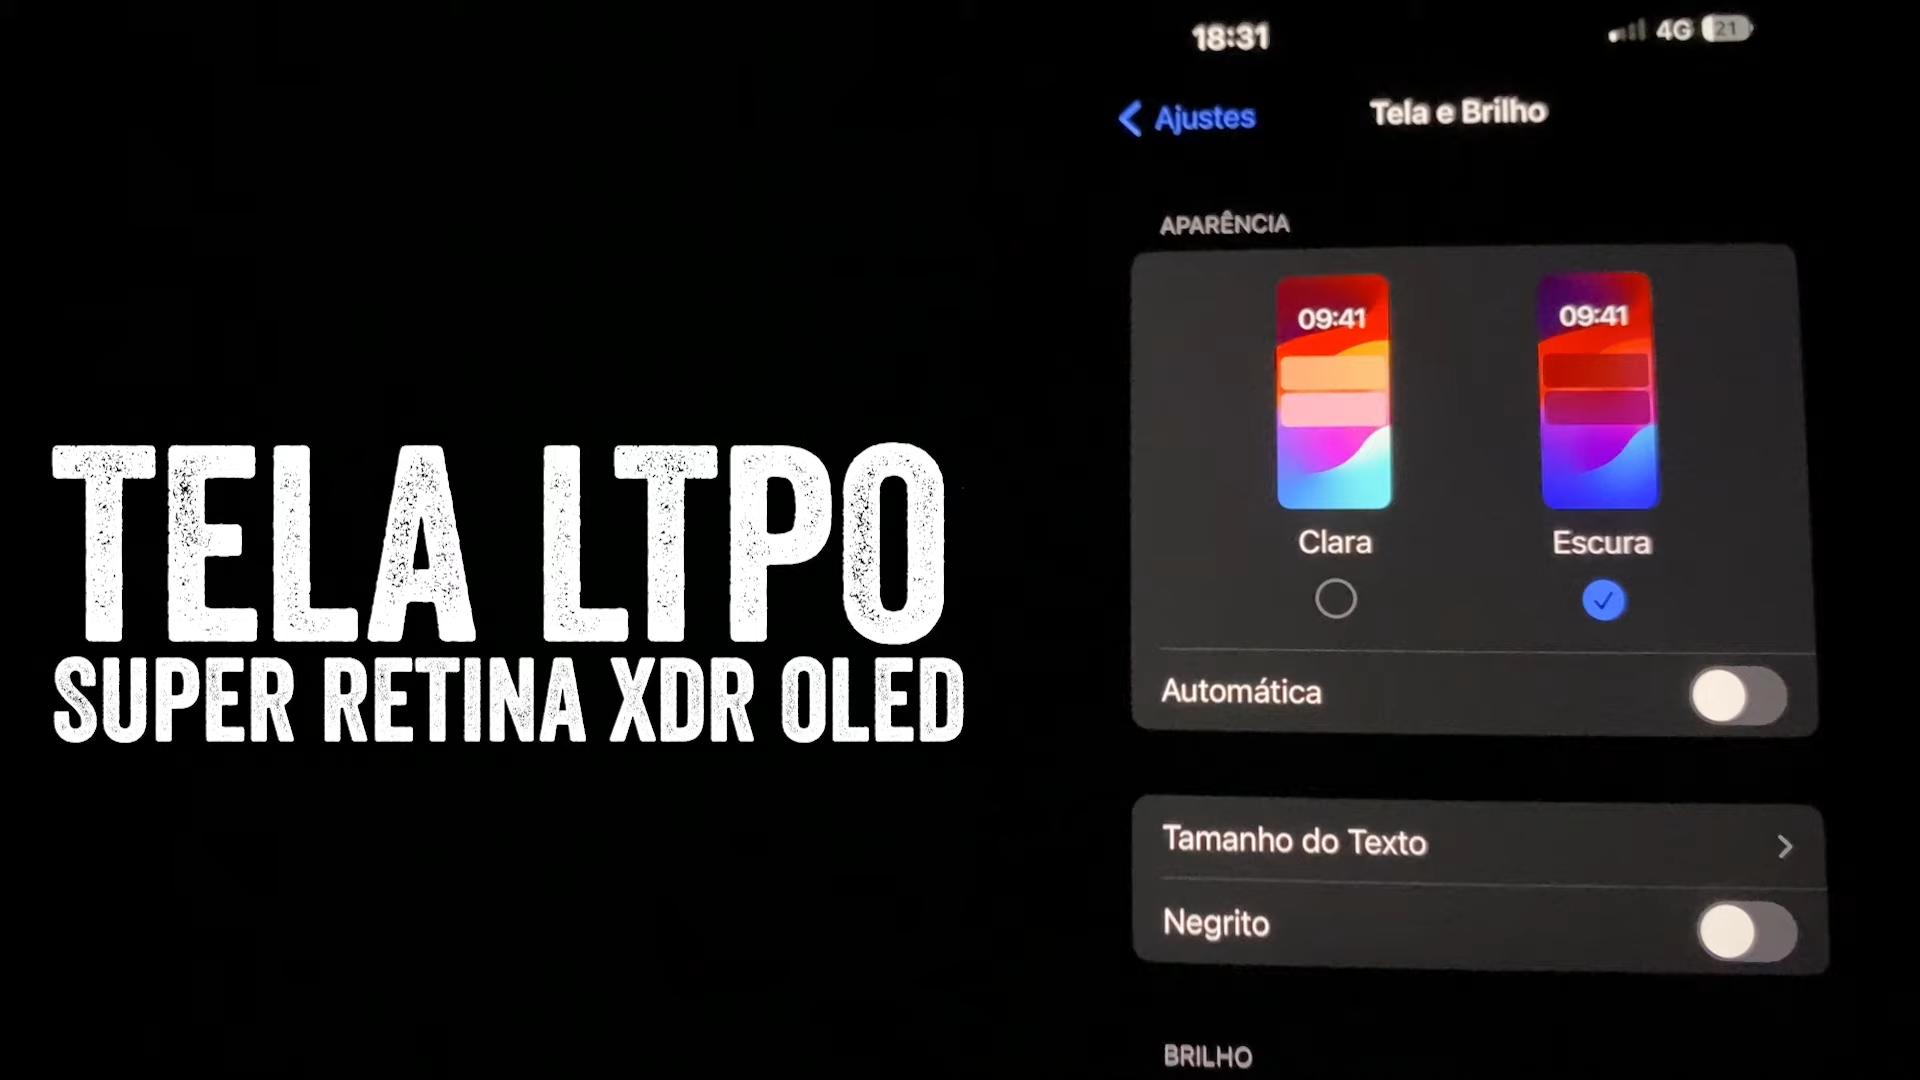 TELA LTPO
SUPER RETINA XDR OLED
18:31
4G 21
Ajustes
Tela e Brilho
APARÊNCIA
09:41
09:41
Clara
Escura
Automática
Tamanho do Texto
Negrito
BRILHO